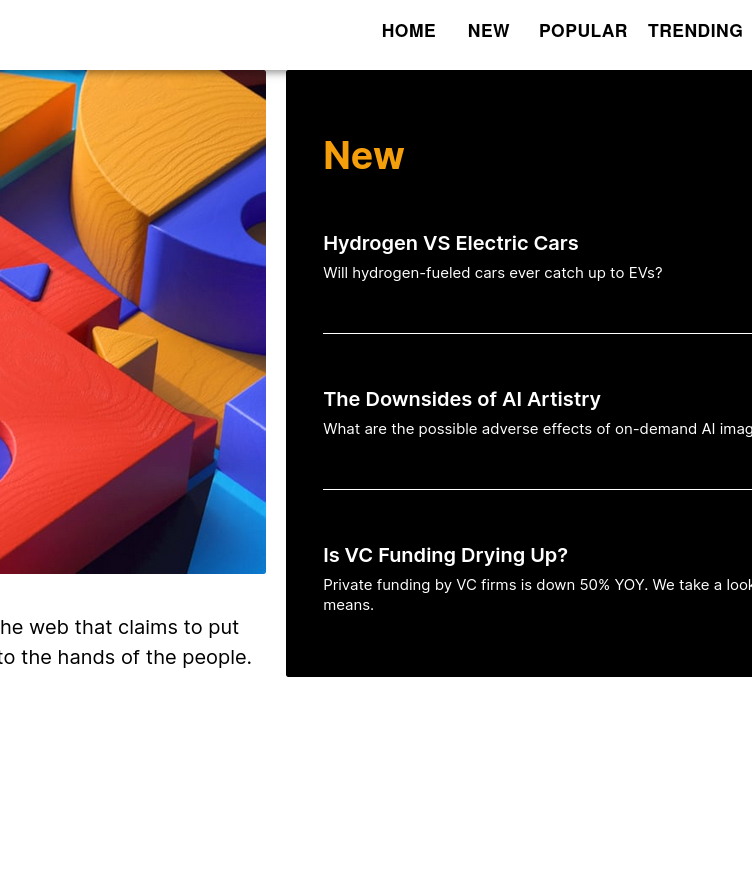 HOME NEW POPULAR TRENDING
New
Hydrogen VS Electric Cars
Will hydrogen-fueled cars ever catch up to EVs?
The Downsides of AI Artistry
What are the possible adverse effects of on-demand AI
Is VC Funding Drying Up?
Private funding by VC firms is down 50% YOY. We take a
means.
web that claims to put
to the hands of the people.